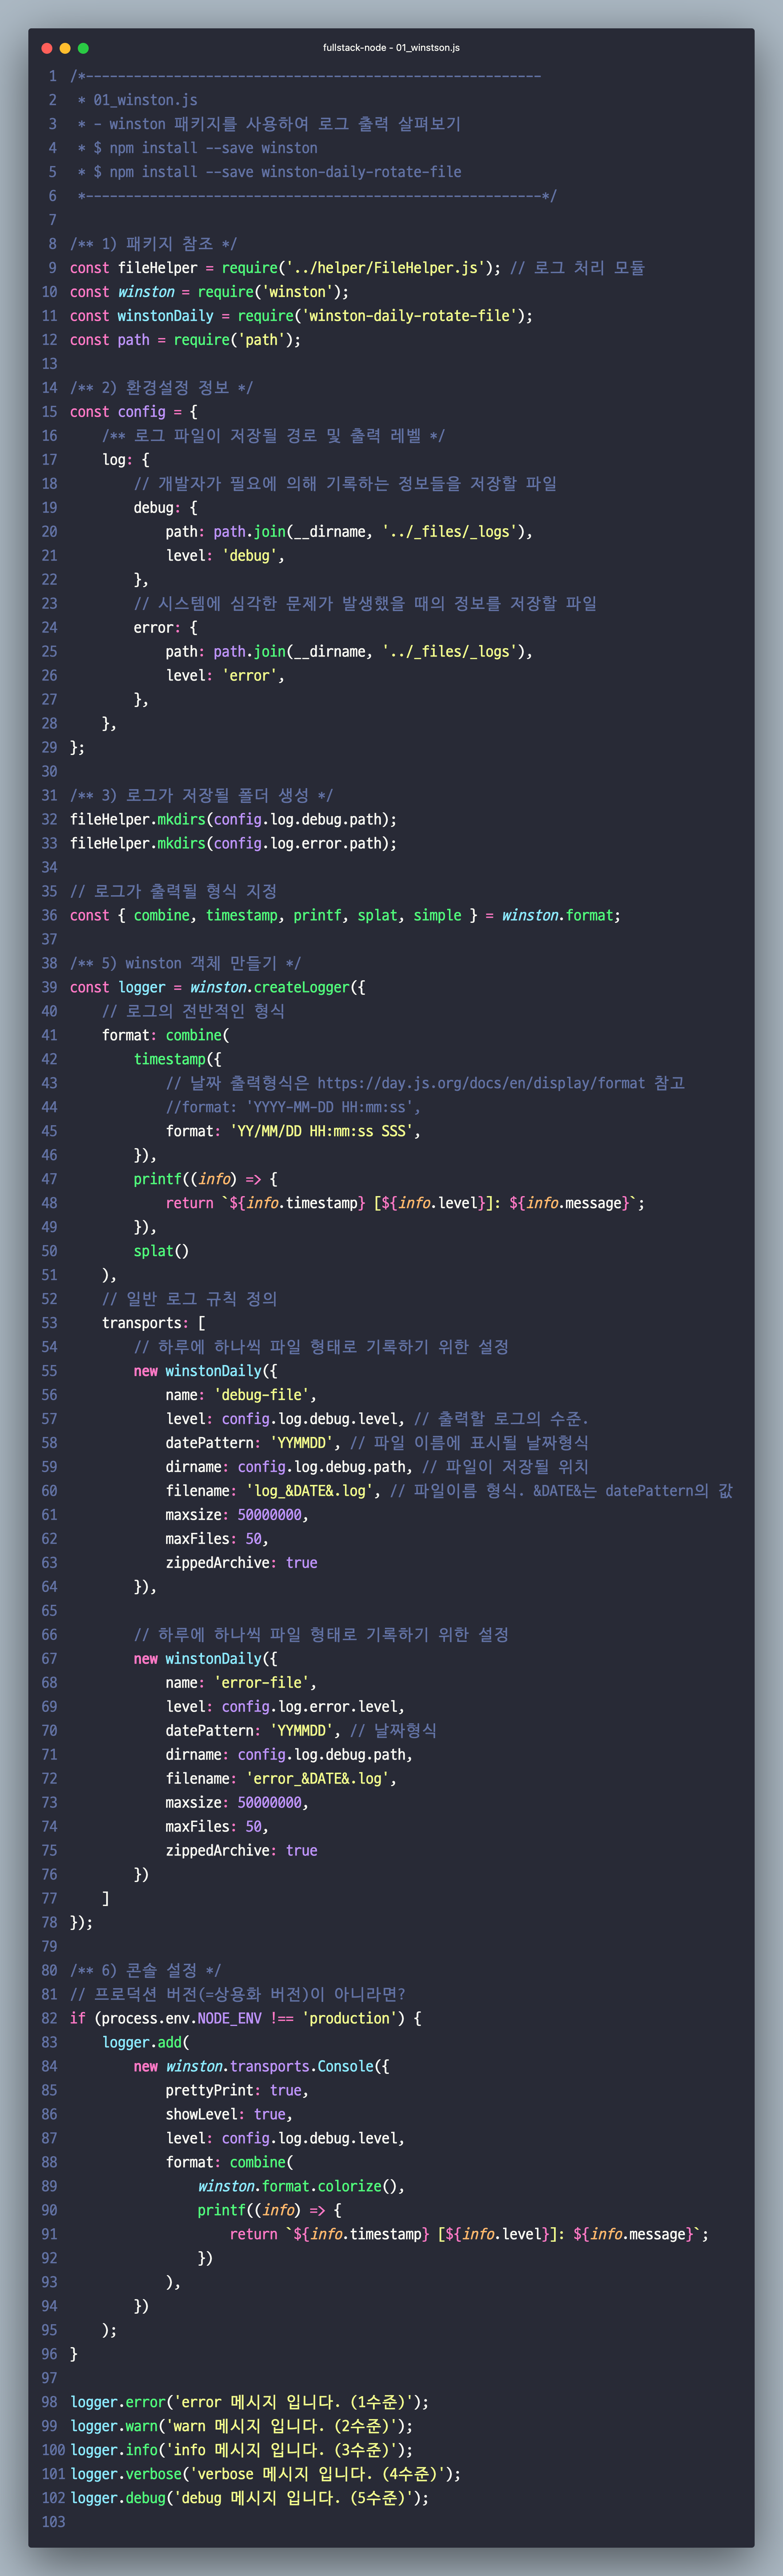 fullstack-node - 01_winstson.js
1 /*---------------------------------------------------------
2  * 01_winston.js
3  * - winston 패키지를 사용하여 로그 출력 살펴보기
4  * $ npm install --save winston
5  * $ npm install --save winston-daily-rotate-file
6  *---------------------------------------------------------*/
7
8 /** 1) 패키지 참조 */
9 const fileHelper = require('../helper/FileHelper.js'); // 로그 처리 모듈
10 const winston = require('winston');
11 const winstonDaily = require('winston-daily-rotate-file');
12 const path = require('path');
13
14 /** 2) 환경설정 정보 */
15 const config = {
16     /** 로그 파일이 저장될 경로 및 출력 레벨 */
17     log: {
18         // 개발자가 필요에 의해 기록하는 정보들을 저장할 파일
19         debug: {
20             path: path.join(__dirname, '../_files/_logs'),
21             level: 'debug',
22         },
23         // 시스템에 심각한 문제가 발생했을 때의 정보를 저장할 파일
24         error: {
25             path: path.join(__dirname, '../_files/_logs'),
26             level: 'error',
27         },
28     },
29 };
30
31 /** 3) 로그가 저장될 폴더 생성 */
32 fileHelper.mkdirs(config.log.debug.path);
33 fileHelper.mkdirs(config.log.error.path);
34
35 // 로그가 출력될 형식 지정
36 const { combine, timestamp, printf, splat, simple } = winston.format;
37
38 /** 5) winston 객체 만들기 */
39 const logger = winston.createLogger({
40     // 로그의 전반적인 형식
41     format: combine(
42         timestamp({
43             // 날짜 출력형식은 https://day.js.org/docs/en/display/format 참고
44             //format: 'YYYY-MM-DD HH:mm:ss',
45             format: 'YY/MM/DD HH:mm:ss SSS',
46         }),
47         printf((info) => {
48             return `${info.timestamp} [${info.level}]: ${info.message}`;
49         }),
50         splat()
51     ),
52     // 일반 로그 규칙 정의
53     transports: [
54         // 하루에 하나씩 파일 형태로 기록하기 위한 설정
55         new winstonDaily({
56             name: 'debug-file',
57             level: config.log.debug.level, // 출력할 로그의 수준.
58             datePattern: 'YYMMDD', // 파일 이름에 표시될 날짜형식
59             dirname: config.log.debug.path, // 파일이 저장될 위치
60             filename: 'log_&DATE&.log', // 파일이름 형식. &DATE&는 datePattern의 값
61             maxsize: 50000000,
62             maxFiles: 50,
63             zippedArchive: true
64         }),
65
66         // 하루에 하나씩 파일 형태로 기록하기 위한 설정
67         new winstonDaily({
68             name: 'error-file',
69             level: config.log.error.level,
70             datePattern: 'YYMMDD', // 날짜형식
71             dirname: config.log.debug.path,
72             filename: 'error_&DATE&.log',
73             maxsize: 50000000,
74             maxFiles: 50,
75             zippedArchive: true
76         })
77     ]
78 });
79
80 /** 6) 콘솔 설정 */
81 // 프로덕션 버전(=상용화 버전)이 아니라면?
82 if (process.env.NODE_ENV !== 'production') {
83     logger.add(
84         new winston.transports.Console({
85             prettyPrint: true,
86             showLevel: true,
87             level: config.log.debug.level,
88             format: combine(
89                 winston.format.colorize(),
90                 printf((info) => {
91                     return `${info.timestamp} [${info.level}]: ${info.message}`;
92                 })
93             ),
94         })
95     );
96 }
97
98 logger.error('error 메시지 입니다. (1수준)');
99 logger.warn('warn 메시지 입니다. (2수준)');
100 logger.info('info 메시지 입니다. (3수준)');
101 logger.verbose('verbose 메시지 입니다. (4수준)');
102 logger.debug('debug 메시지 입니다. (5수준)');
103